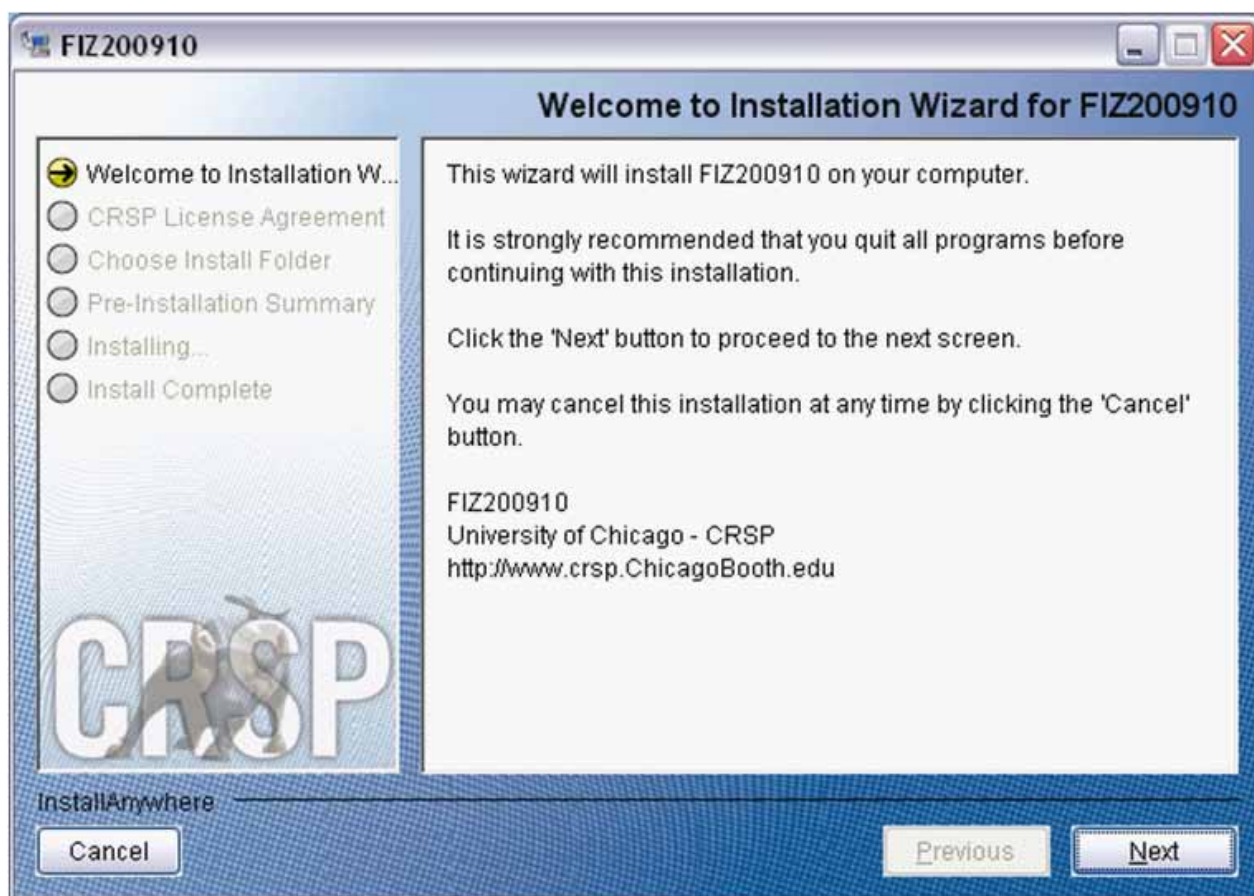 FIZ200910
Welcome to Installation Wizard for FIZ200910
Welcome to Installation W...
CRSP License Agreement
Choose Install Folder
Pre-Installation Summary
Installing...
Install Complete
CRSP
This wizard will install FIZ200910 on your computer.
It is strongly recommended that you quit all programs before
continuing with this installation.
Click the 'Next' button to proceed to the next screen.
You may cancel this installation at any time by clicking the 'Cancel'
button.
FIZ200910
University of Chicago - CRSP
http://www.crsp.ChicagoBooth.edu
InstallAnywhere
Cancel
Previous
Next